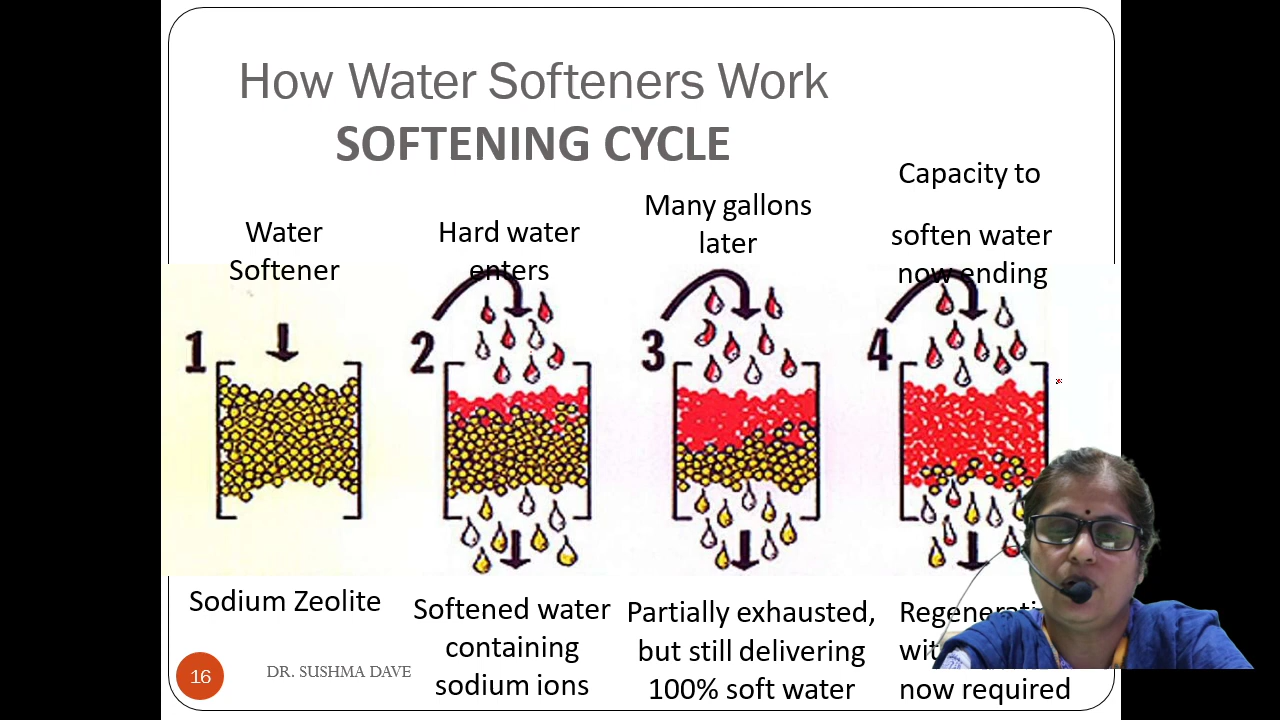 How Water Softeners Work
SOFTENING CYCLE
Water
Softener
Hard water
enters
Many gallons
later
Capacity to
soften water
now ending
1
2
3
4
Sodium Zeolite
Softened water
containing
sodium ions
Partially exhausted,
but still delivering
100% soft water
now required
16
DR. SUSHMA DAVE